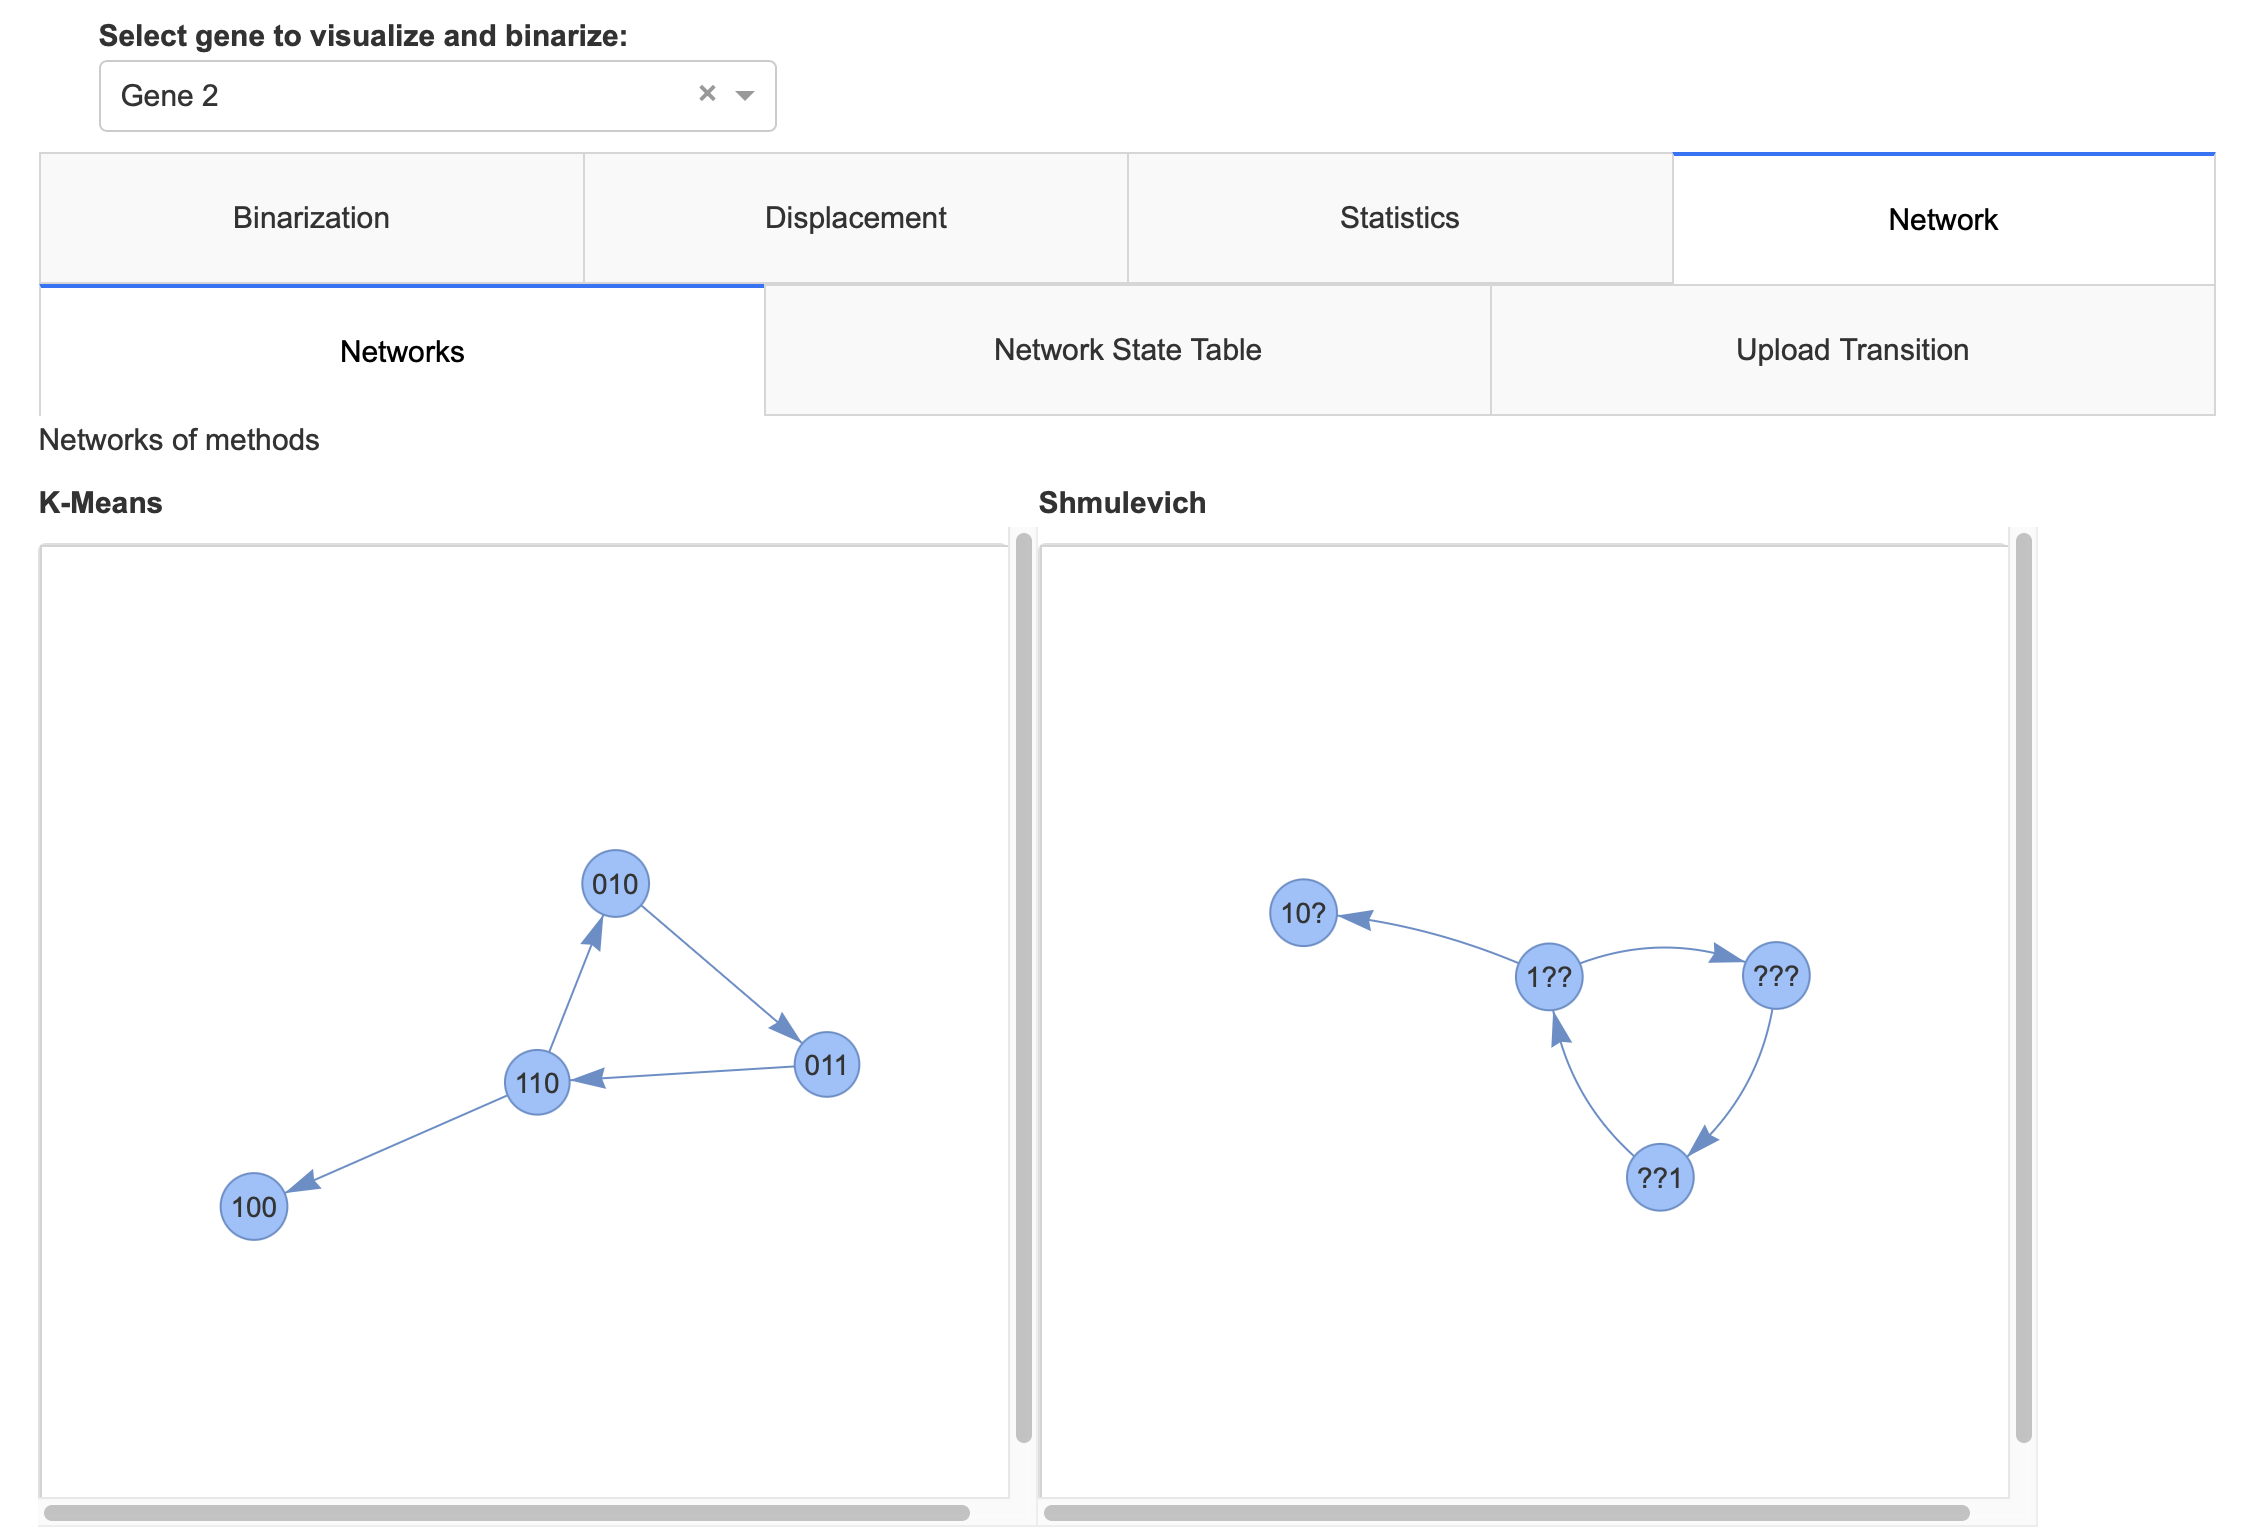 Select gene to visualize and binarize:
Gene 2
Binarization
Displacement
Statistics
Network
Networks
Network State Table
Upload Transition
Networks of methods
K-Means
Shmulevich
010
011
110
100
10?
1??
???
??1